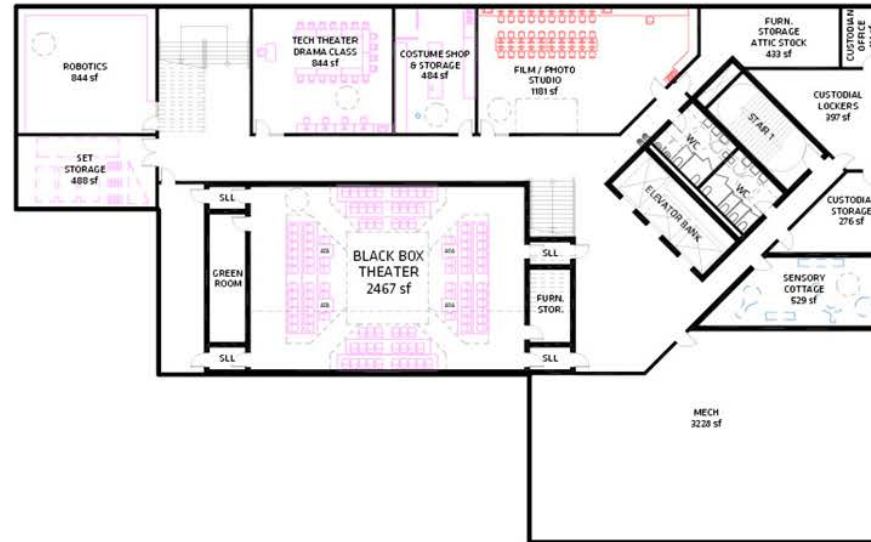 ROBOTICS
844 sf
TECH THEATER
DRAMA CLASS
844 sf
COSTUME SHOP
& STORAGE
484 sf
FILM / PHOTO
STUDIO
1181 sf
FURN.
STORAGE
ATTIC STOCK
433 sf
CUSTODIAN
OFFICE
CUSTODIAL
LOCKERS
397 sf
SET
STORAGE
488 sf
STAIR 1
WC
WC
ELEVATOR BANK
CUSTODIA
STORAGE
276 sf
SENSORY
COTTAGE
529 sf
SLL
GREEN
ROOM
SLL
BLACK BOX
THEATER
2467 sf
SLL
FURN.
STOR.
SLL
MECH
3228 sf